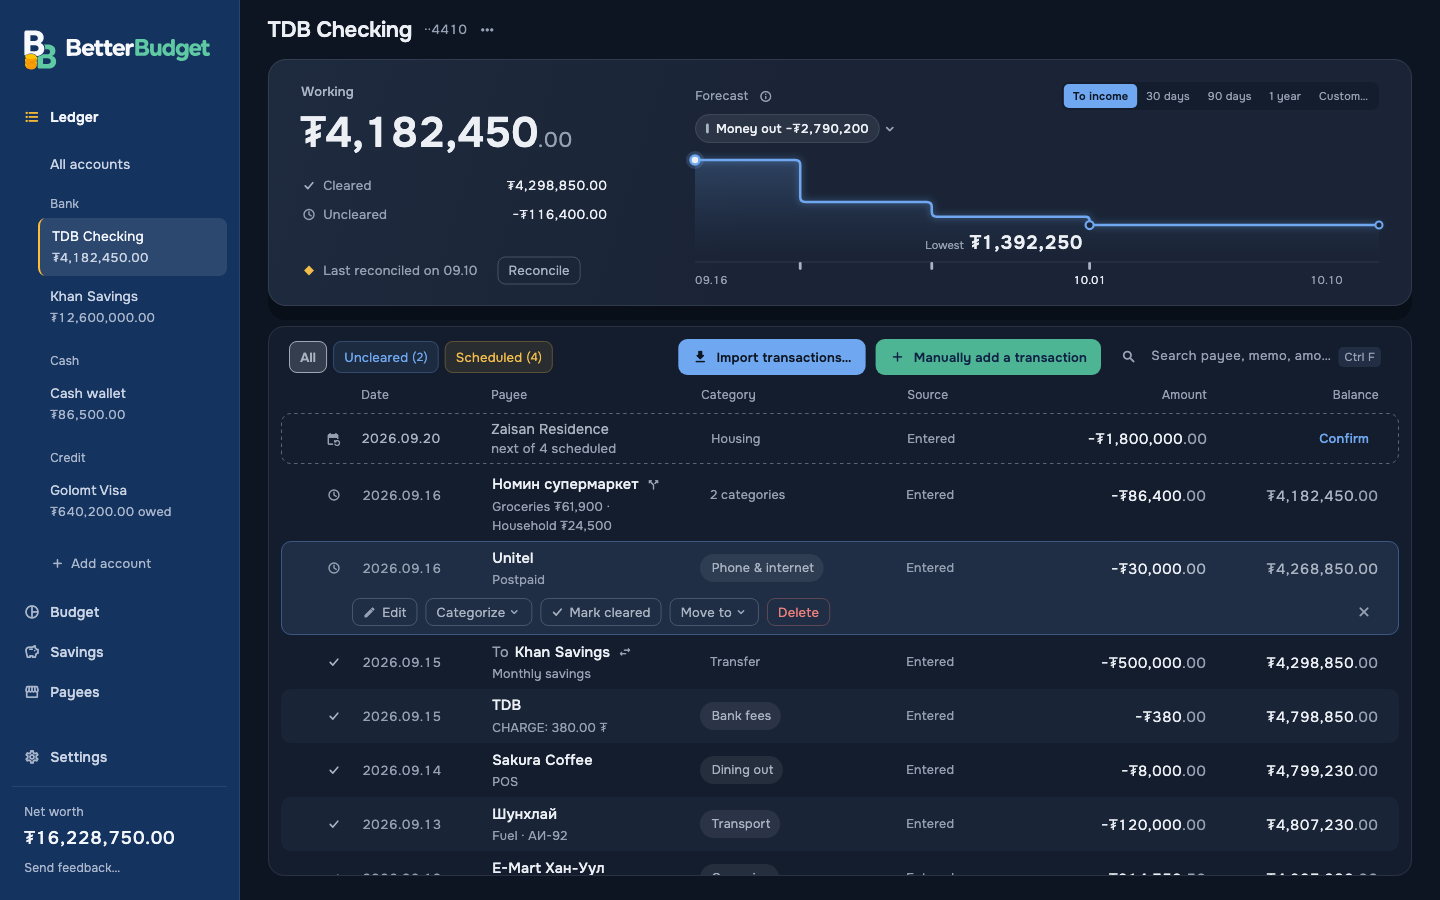 BetterBudget
Ledger
All accounts
Bank
TDB Checking
₮4,182,450.00
Khan Savings
₮12,600,000.00
Cash
Cash wallet
₮86,500.00
Credit
Golomt Visa
₮640,200.00 owed
+ Add account
Budget
Savings
Payees
Settings
Net worth
₮16,228,750.00
Send feedback...
TDB Checking ··4410 ···
Working
₮4,182,450.00
Cleared ₮4,298,850.00
Uncleared -₮116,400.00
Last reconciled on 09.10 Reconcile
Forecast
To income 30 days 90 days 1 year Custom...
Money out -₮2,790,200
Lowest ₮1,392,250
09.16 10.01 10.10
All Uncleared (2) Scheduled (4) Import transactions... + Manually add a transaction Search payee, memo, amo... Ctrl F
Date Payee Category Source Amount Balance
2026.09.20 Zaisan Residence Housing Entered -₮1,800,000.00 Confirm
next of 4 scheduled
2026.09.16 Номин супермаркет 2 categories Entered -₮86,400.00 ₮4,182,450.00
Groceries ₮61,900 ·
Household ₮24,500
2026.09.16 Unitel Phone & internet Entered -₮30,000.00 ₮4,268,850.00
Postpaid
Edit Categorize Mark cleared Move to Delete
2026.09.15 To Khan Savings Transfer Entered -₮500,000.00 ₮4,298,850.00
Monthly savings
2026.09.15 TDB Bank fees Entered -₮380.00 ₮4,798,850.00
CHARGE: 380.00 ₮
2026.09.14 Sakura Coffee Dining out Entered -₮8,000.00 ₮4,799,230.00
POS
2026.09.13 Шунхлай Transport Entered -₮120,000.00 ₮4,807,230.00
Fuel · АИ-92
E-Mart Хан-Уул